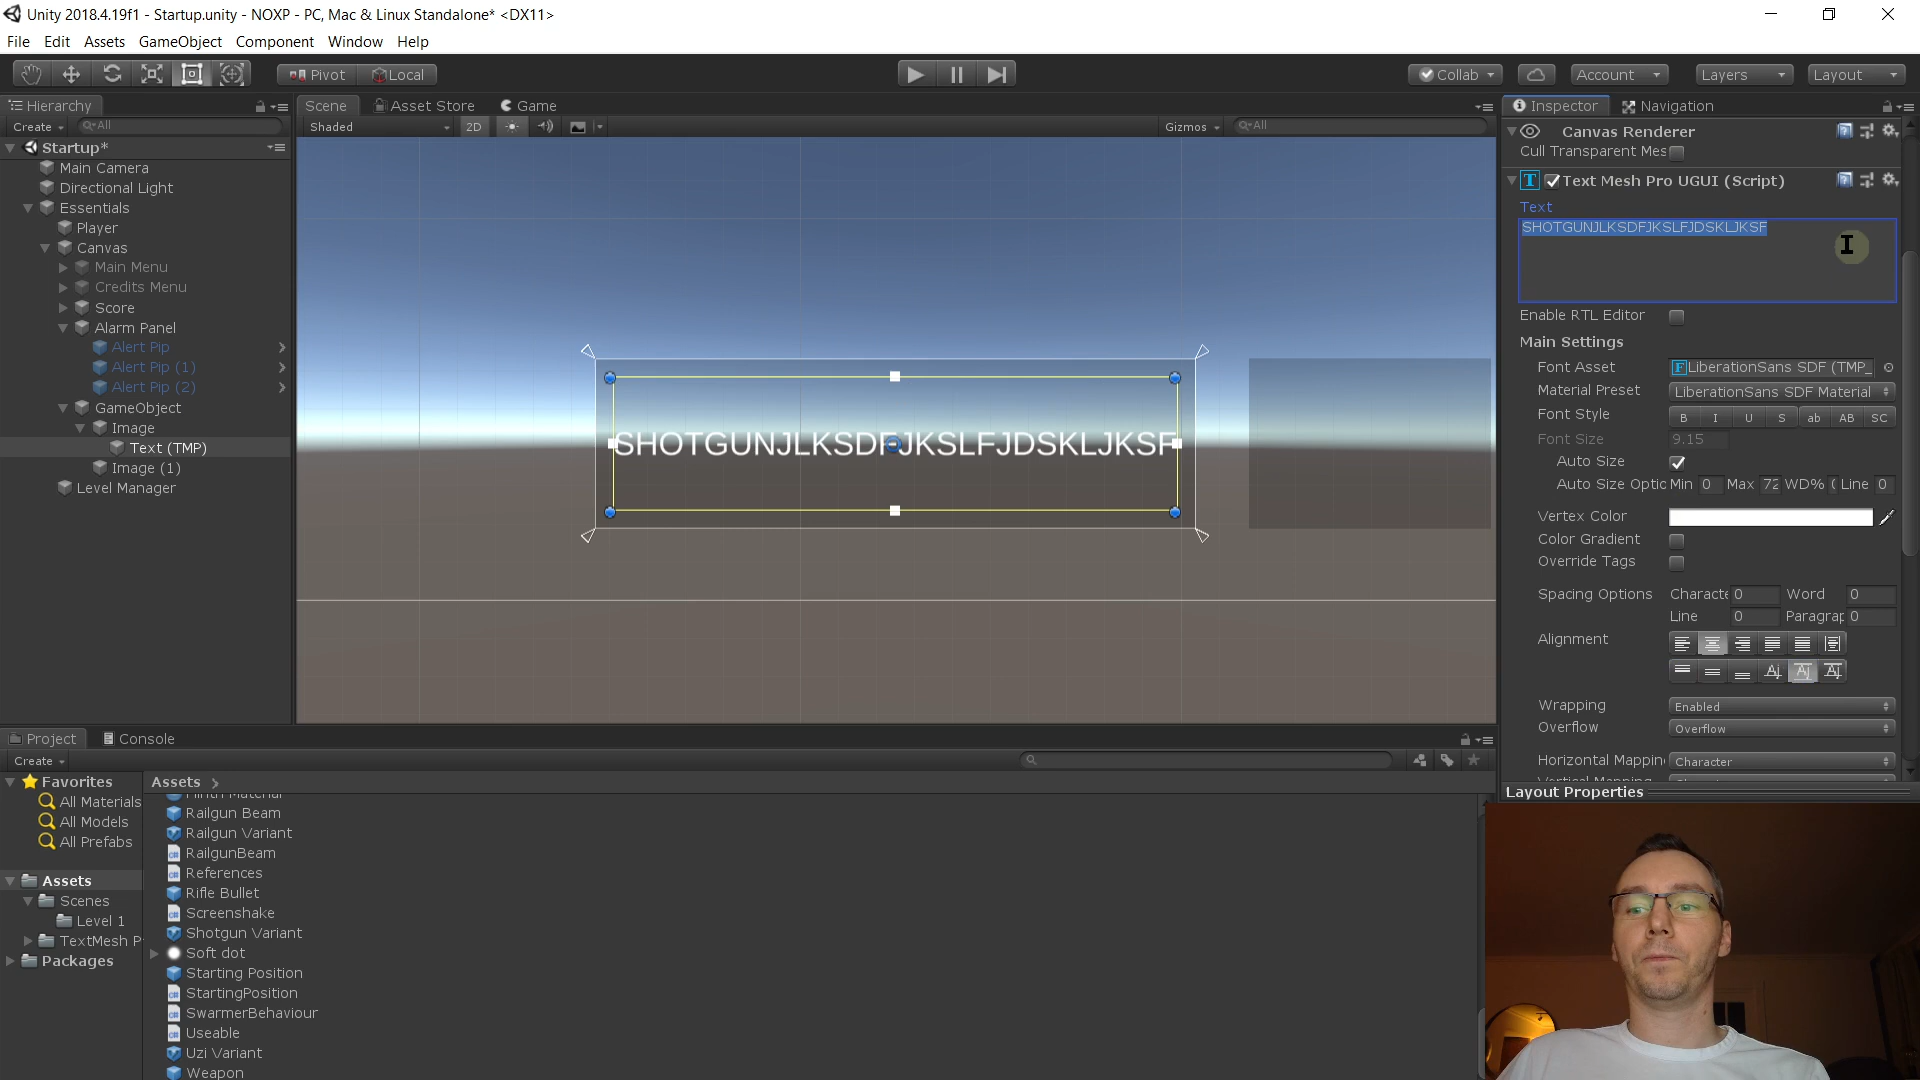 Unity 2018.4.19f1 - Startup.unity - NOXP - PC, Mac & Linux Standalone* <DX11>
File Edit Assets GameObject Component Window Help
Pivot Local Collab Account Layers Layout
Hierarchy
Create All
Startup*
Main Camera
Directional Light
Essentials
Player
Canvas
Main Menu
Credits Menu
Score
Alarm Panel
Alert Pip
Alert Pip (1)
Alert Pip (2)
GameObject
Image
Text (TMP)
Image (1)
Level Manager
Scene Asset Store Game
Shaded 2D Gizmos All
SHOTGUNJLKSDFJKSLFJDSKLJKSF
Inspector Navigation
Canvas Renderer
Cull Transparent Mes
Text Mesh Pro UGUI (Script)
Text
SHOTGUNJLKSDFJKSLFJDSKLJKSF
Enable RTL Editor
Main Settings
Font Asset LiberationSans SDF (TMP_
Material Preset LiberationSans SDF Material
Font Style B I U S ab AB SC
Font Size 9.15
Auto Size
Auto Size Optio Min 0 Max 72 WD% ( Line 0
Vertex Color
Color Gradient
Override Tags
Spacing Options Characte 0 Word 0
Line 0 Paragrap 0
Alignment
Wrapping Enabled
Overflow Overflow
Horizontal Mappin Character
Layout Properties
Project Console
Create
Favorites
All Materials
All Models
All Prefabs
Assets
Scenes
Level 1
TextMesh P
Packages
Assets
Railgun Beam
Railgun Variant
RailgunBeam
References
Rifle Bullet
Screenshake
Shotgun Variant
Soft dot
Starting Position
StartingPosition
SwarmerBehaviour
Useable
Uzi Variant
Weapon